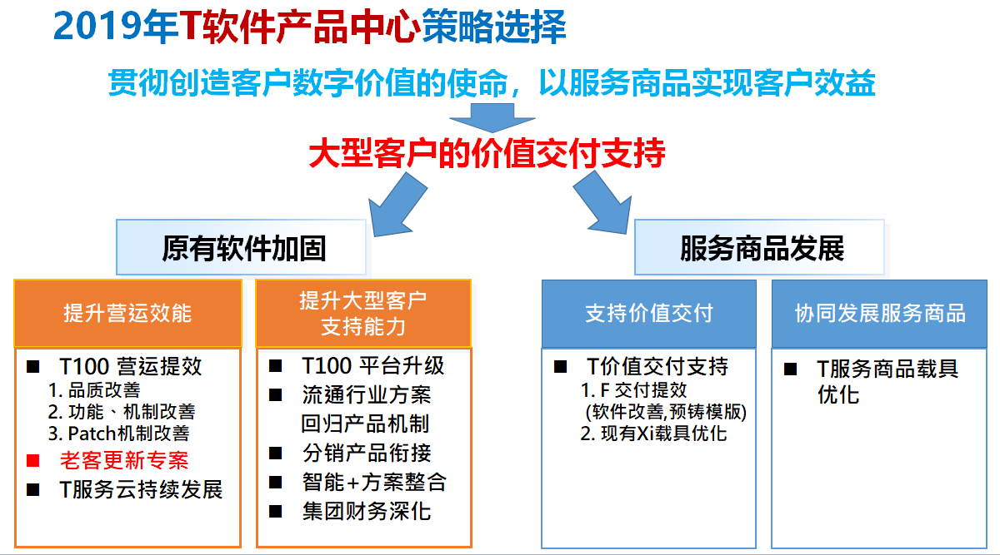 2019年T软件产品中心策略选择
贯彻创造客户数字价值的使命，以服务商品实现客户效益
大型客户的价值交付支持
原有软件加固
服务商品发展
提升营运效能
■ T100 营运提效
1. 品质改善
2. 功能、机制改善
3. Patch机制改善
■ 老客更新专案
■ T服务云持续发展
提升大型客户
支持能力
■ T100 平台升级
■ 流通行业方案
回归产品机制
■ 分销产品衔接
■ 智能+方案整合
■ 集团财务深化
支持价值交付
■ T价值交付支持
1. F 交付提效
(软件改善,预铸模版)
2. 现有Xi载具优化
协同发展服务商品
■ T服务商品载具
优化